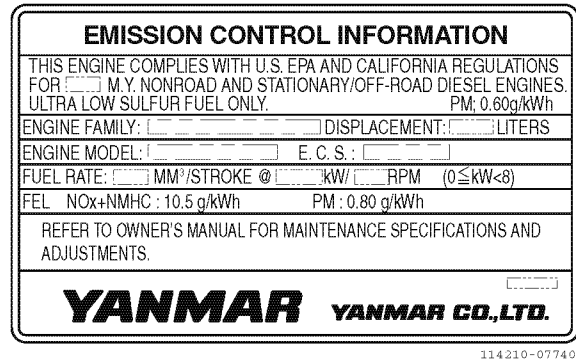 EMISSION CONTROL INFORMATION
THIS ENGINE COMPLIES WITH U.S. EPA AND CALIFORNIA REGULATIONS
FOR M.Y. NONROAD AND STATIONARY/OFF-ROAD DIESEL ENGINES.
ULTRA LOW SULFUR FUEL ONLY. PM; 0.60g/kWh
ENGINE FAMILY: DISPLACEMENT: LITERS
ENGINE MODEL: E.C.S.:
FUEL RATE: MM³/STROKE @ kW/ RPM (0≦kW<8)
FEL NOx+NMHC : 10.5 g/kWh PM : 0.80 g/kWh
REFER TO OWNER'S MANUAL FOR MAINTENANCE SPECIFICATIONS AND
ADJUSTMENTS.
YANMAR YANMAR CO.,LTD.
114210-07740